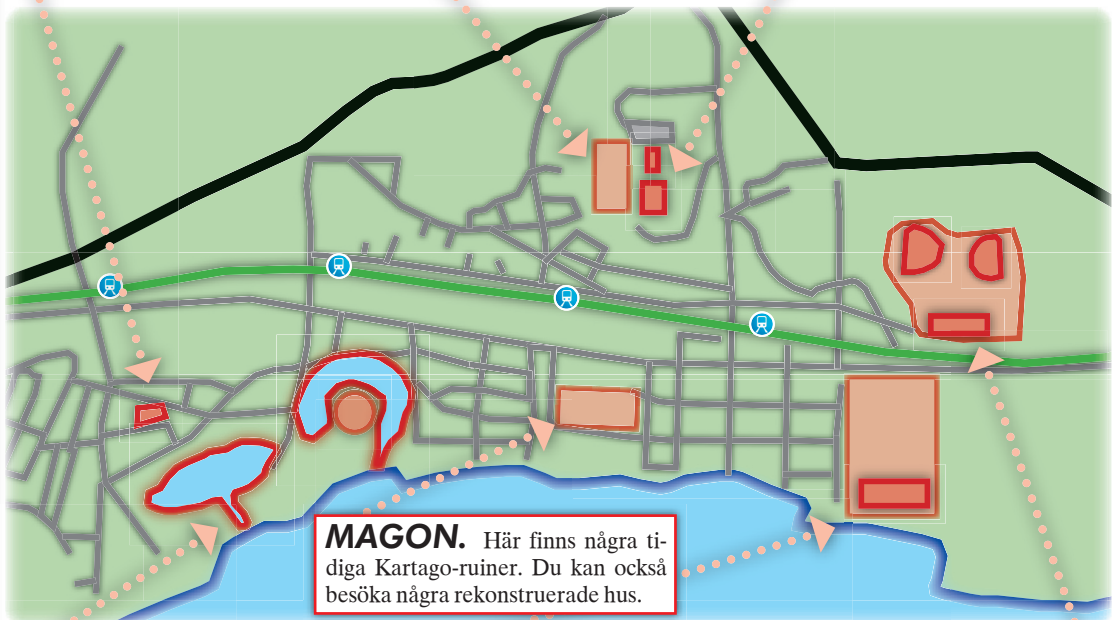 MAGON. Här finns några ti-
diga Kartago-ruiner. Du kan också
besöka några rekonstruerade hus.